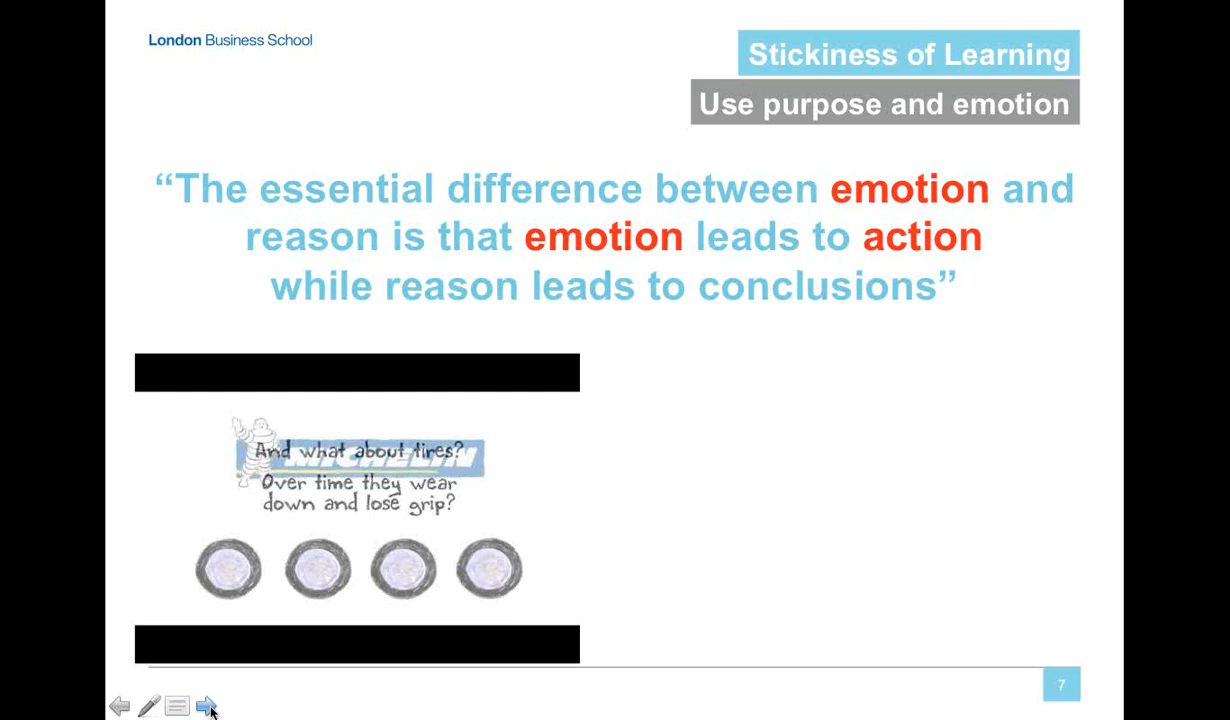 London Business School
Stickiness of Learning
Use purpose and emotion
“The essential difference between emotion and
reason is that emotion leads to action
while reason leads to conclusions”
And what about tires?
MICHELIN
Over time they wear
down and lose grip?
7